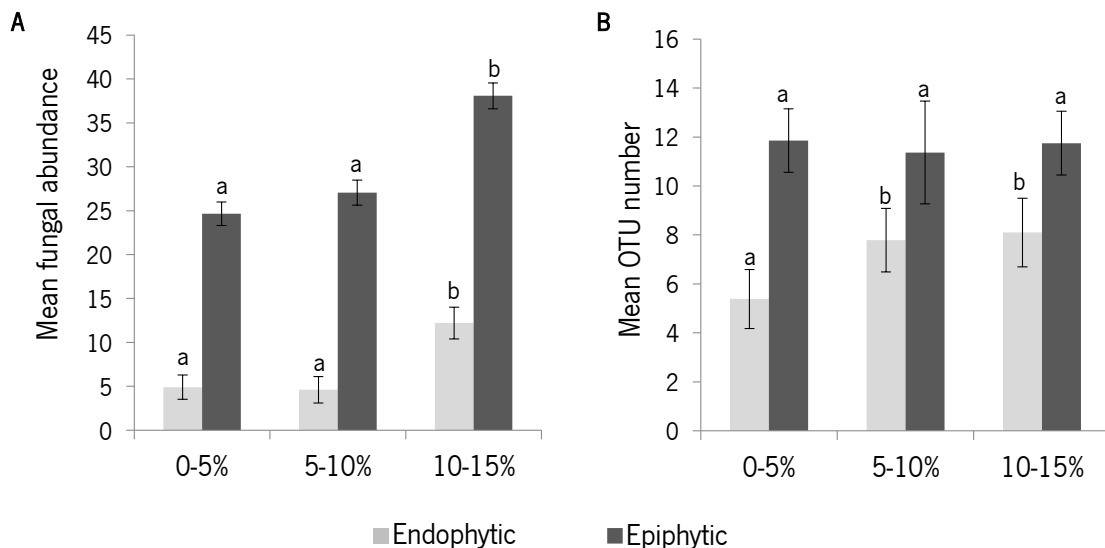 A
Mean fungal abundance
45
40
35
30
25
20
15
10
5
0
a
a
a
a
b
b
0-5%
5-10%
10-15%
B
Mean OTU number
16
14
12
10
8
6
4
2
0
a
a
b
a
b
a
0-5%
5-10%
10-15%
Endophytic
Epiphytic